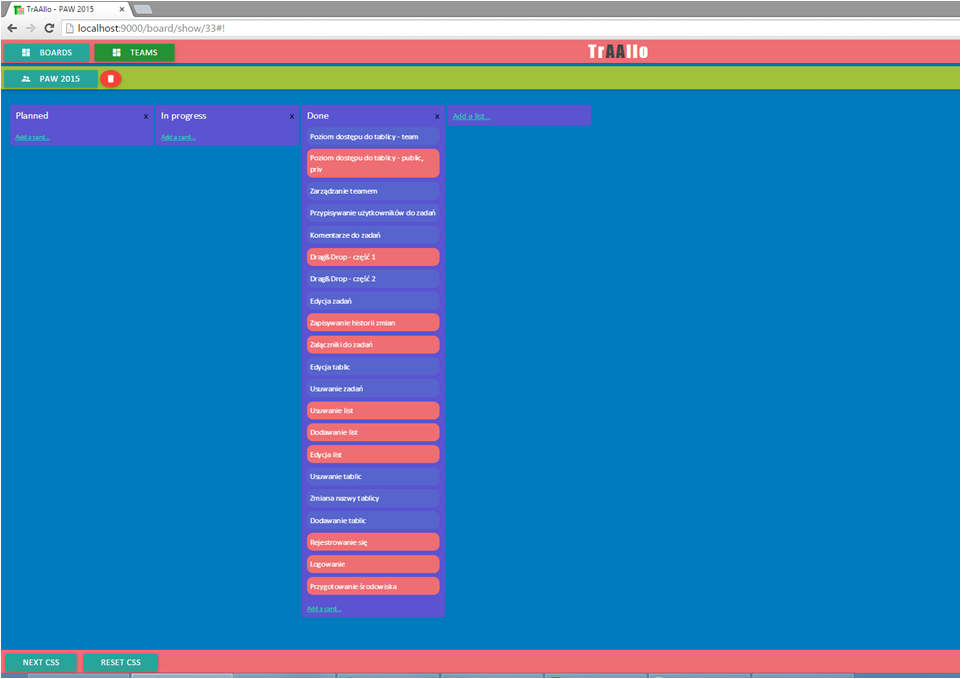 TrAAllo - PAW 2015 ×
localhost:9000/board/show/33#!
BOARDS TEAMS TrAAllo
PAW 2015
Planned x In progress x Done x Add a list...
Add a card... Add a card... Poziom dostępu do tablicy - team
Poziom dostępu do tablicy - public,
priv
Zarządzanie teamem
Przypisywanie użytkowników do zadań
Komentarze do zadań
Drag&Drop - część 1
Drag&Drop - część 2
Edycja zadań
Zapisywanie historii zmian
Załączniki do zadań
Edycja tablic
Usuwanie zadań
Usuwanie list
Dodawanie list
Edycja list
Usuwanie tablic
Zmiana nazwy tablicy
Dodawanie tablic
Rejestrowanie się
Logowanie
Przygotowanie środowiska
Add a card...
NEXT CSS RESET CSS